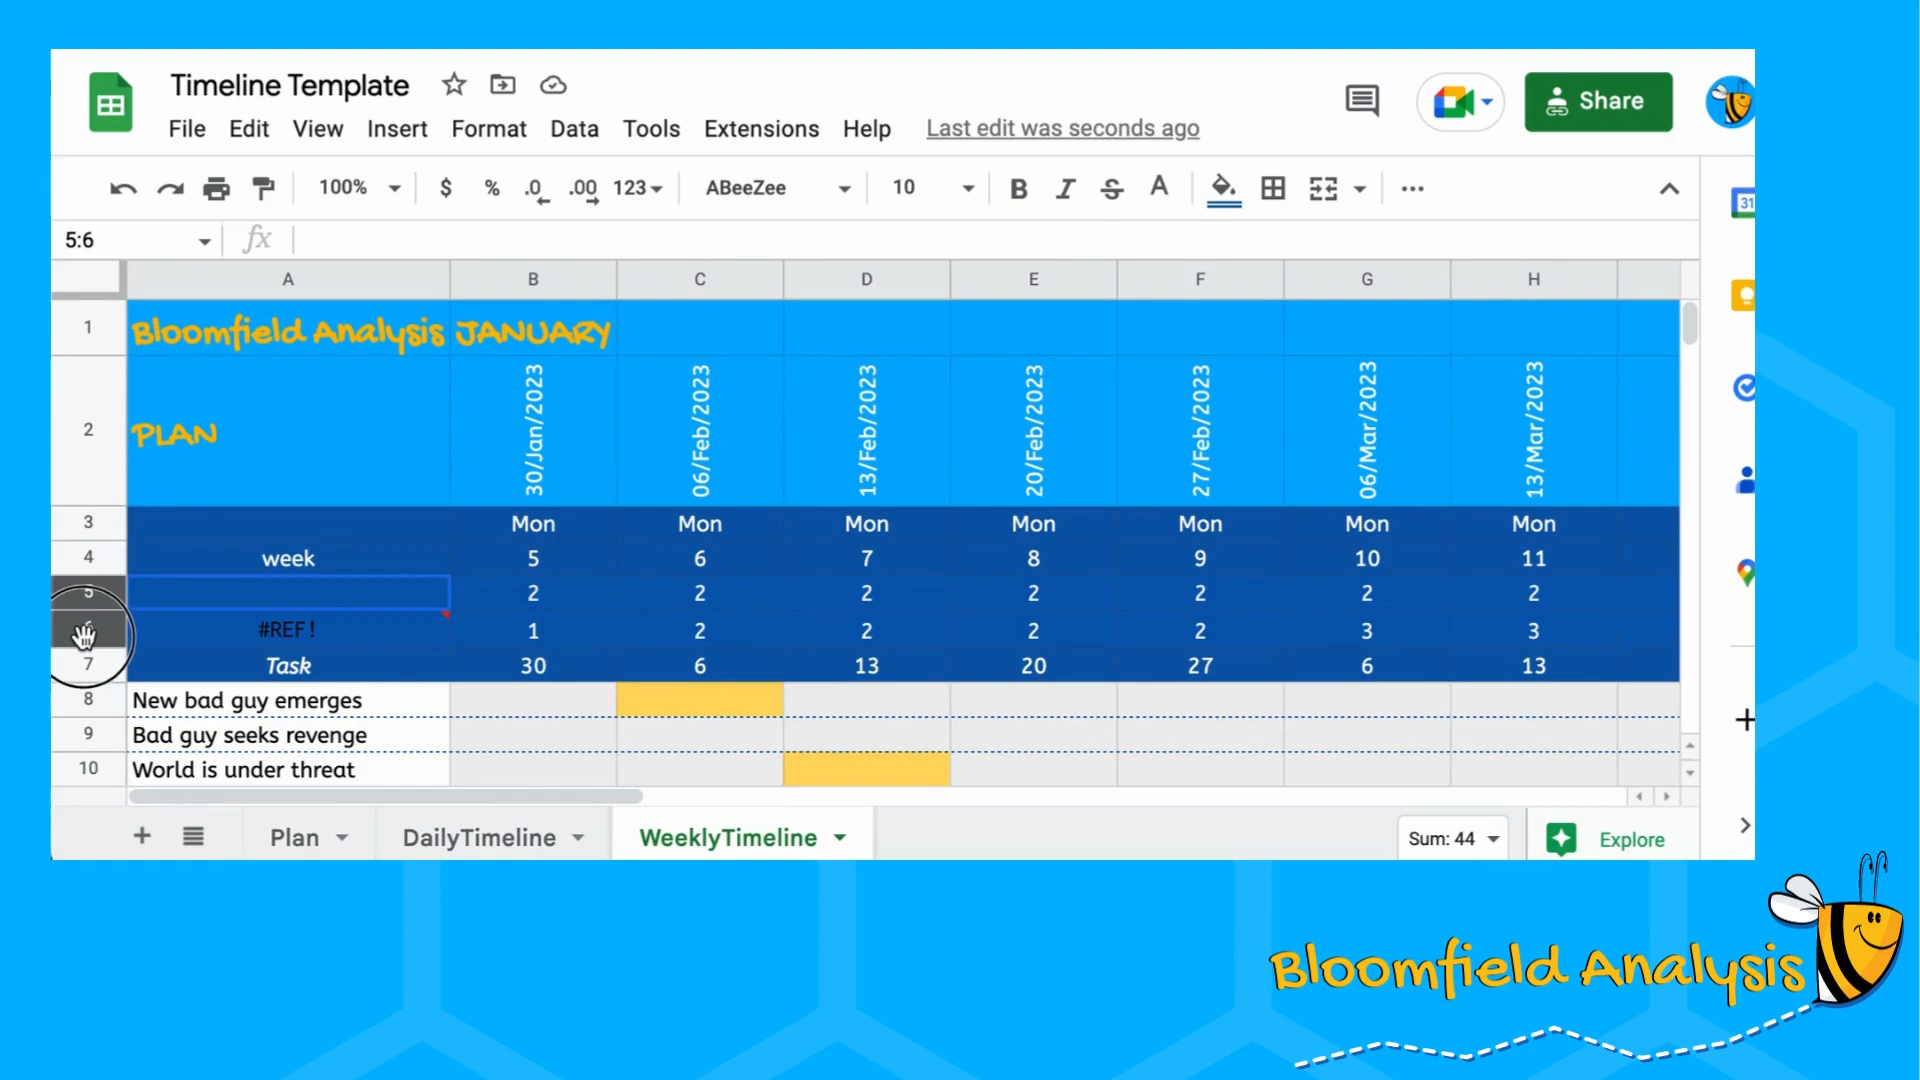 Timeline Template
File Edit View Insert Format Data Tools Extensions Help Last edit was seconds ago
Share
100% $ % .0 .00 123 ABeeZee 10 B I S A ...
31
5:6 fx
A B C D E F G H
1 Bloomfield Analysis JANUARY
2 PLAN 30/Jan/2023 06/Feb/2023 13/Feb/2023 20/Feb/2023 27/Feb/2023 06/Mar/2023 13/Mar/2023
3 Mon Mon Mon Mon Mon Mon Mon
4 week 5 6 7 8 9 10 11
5 2 2 2 2 2 2 2
#REF! 1 2 2 2 2 3 3
7 Task 30 6 13 20 27 6 13
8 New bad guy emerges
9 Bad guy seeks revenge
10 World is under threat
+ Plan DailyTimeline WeeklyTimeline Sum: 44 Explore
Bloomfield Analysis